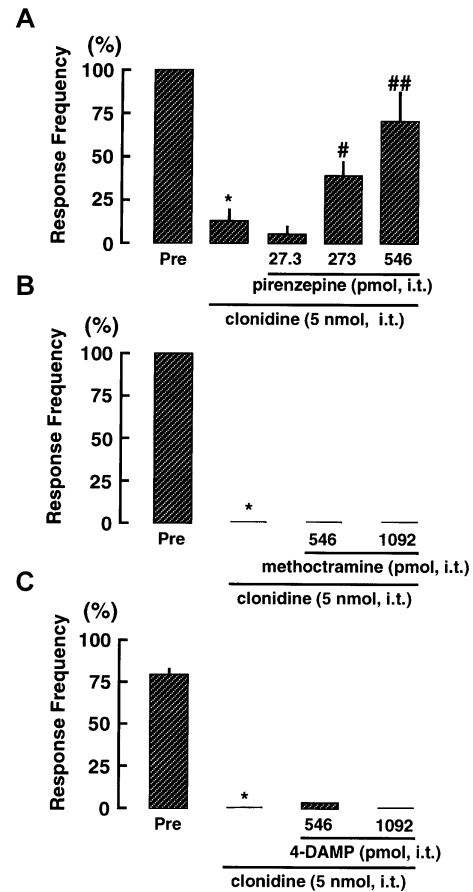 A
(%)
Response Frequency
100
75
50
25
0
*
#
##
Pre
27.3 273 546
pirenzepine (pmol, i.t.)
clonidine (5 nmol, i.t.)
B
(%)
Response Frequency
100
75
50
25
0
*
Pre
546 1092
methoctramine (pmol, i.t.)
clonidine (5 nmol, i.t.)
C
(%)
Response Frequency
100
75
50
25
0
*
Pre
546 1092
4-DAMP (pmol, i.t.)
clonidine (5 nmol, i.t.)